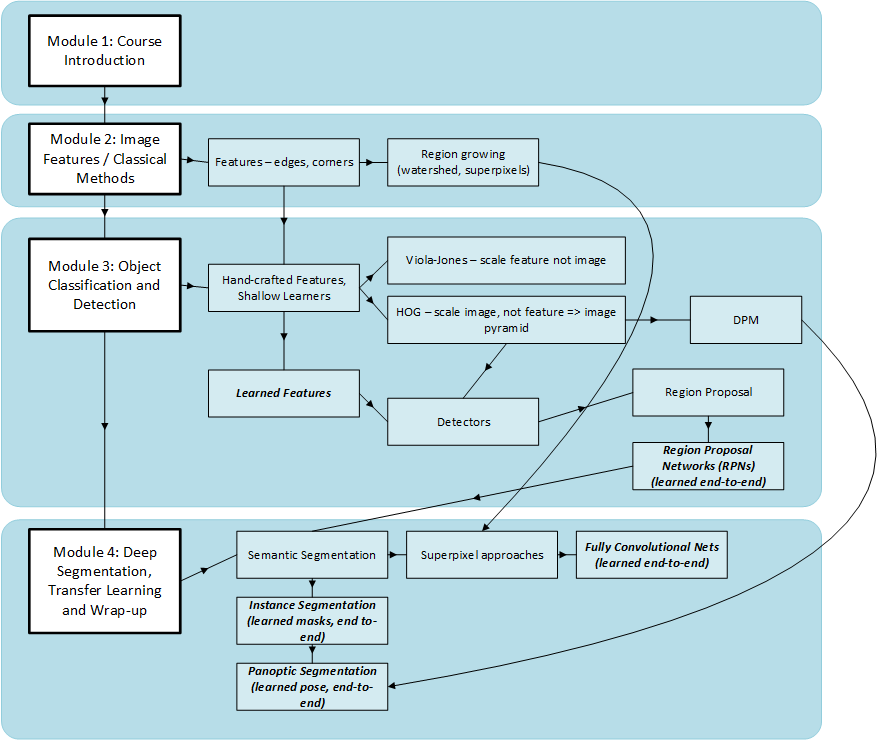 Module 1: Course
Introduction
Module 2: Image
Features / Classical
Methods
Features – edges, corners
Region growing
(watershed, superpixels)
Module 3: Object
Classification and
Detection
Hand-crafted Features,
Shallow Learners
Viola-Jones – scale feature not image
HOG – scale image, not feature => image
pyramid
DPM
Learned Features
Detectors
Region Proposal
Region Proposal
Networks (RPNs)
(learned end-to-end)
Module 4: Deep
Segmentation,
Transfer Learning
and Wrap-up
Semantic Segmentation
Superpixel approaches
Fully Convolutional Nets
(learned end-to-end)
Instance Segmentation
(learned masks, end to-
end)
Panoptic Segmentation
(learned pose, end-to-
end)